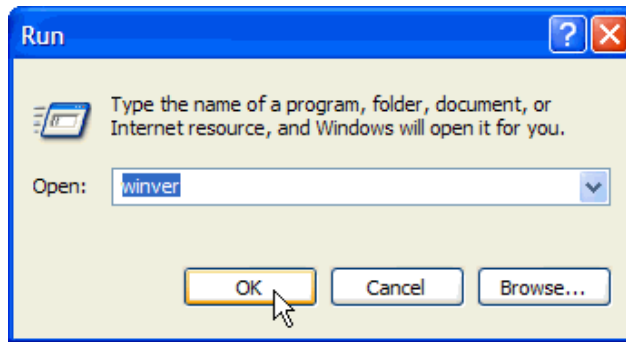 Run
Type the name of a program, folder, document, or
Internet resource, and Windows will open it for you.
Open: winver
OK Cancel Browse...